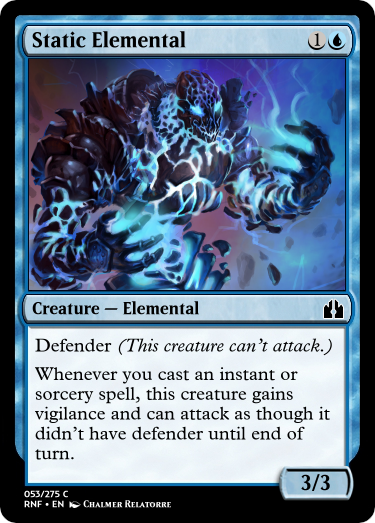 Static Elemental 1
Creature — Elemental
Defender (This creature can't attack.)
Whenever you cast an instant or
sorcery spell, this creature gains
vigilance and can attack as though it
didn't have defender until end of
turn.
3/3
053/275 C
RNF • EN Chalmer Relatorre